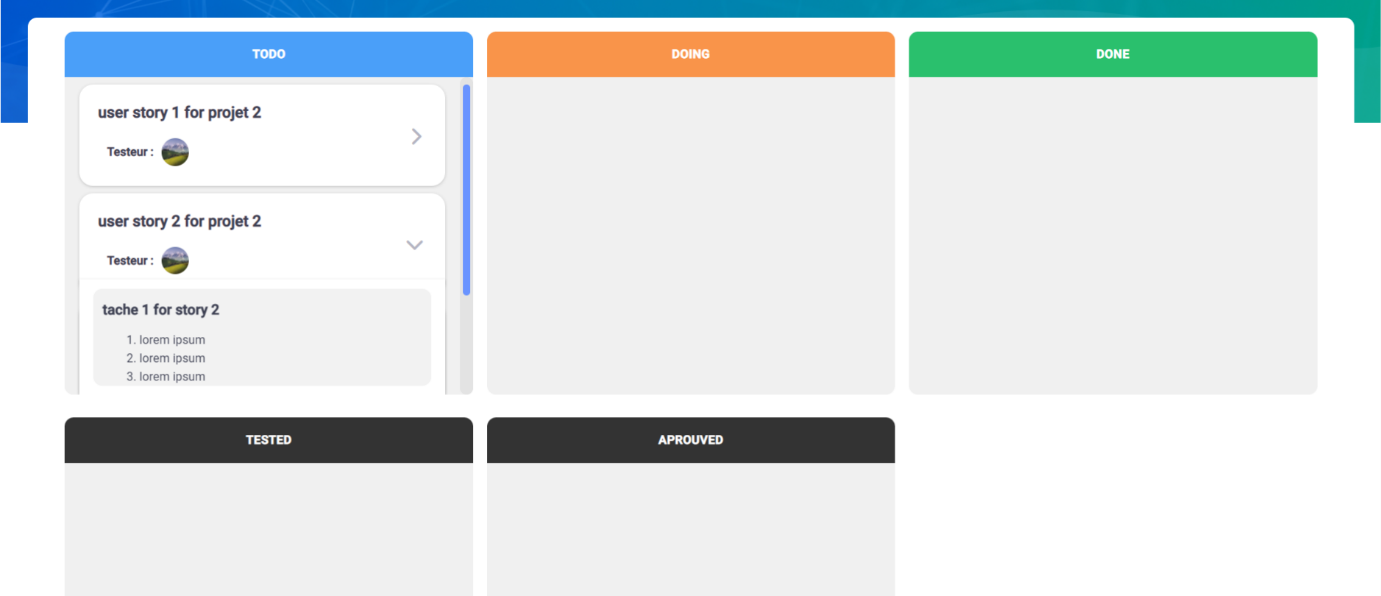 TODO
DOING
DONE
user story 1 for projet 2
Testeur :
user story 2 for projet 2
Testeur :
tache 1 for story 2
1. lorem ipsum
2. lorem ipsum
3. lorem ipsum
TESTED
APROUVED